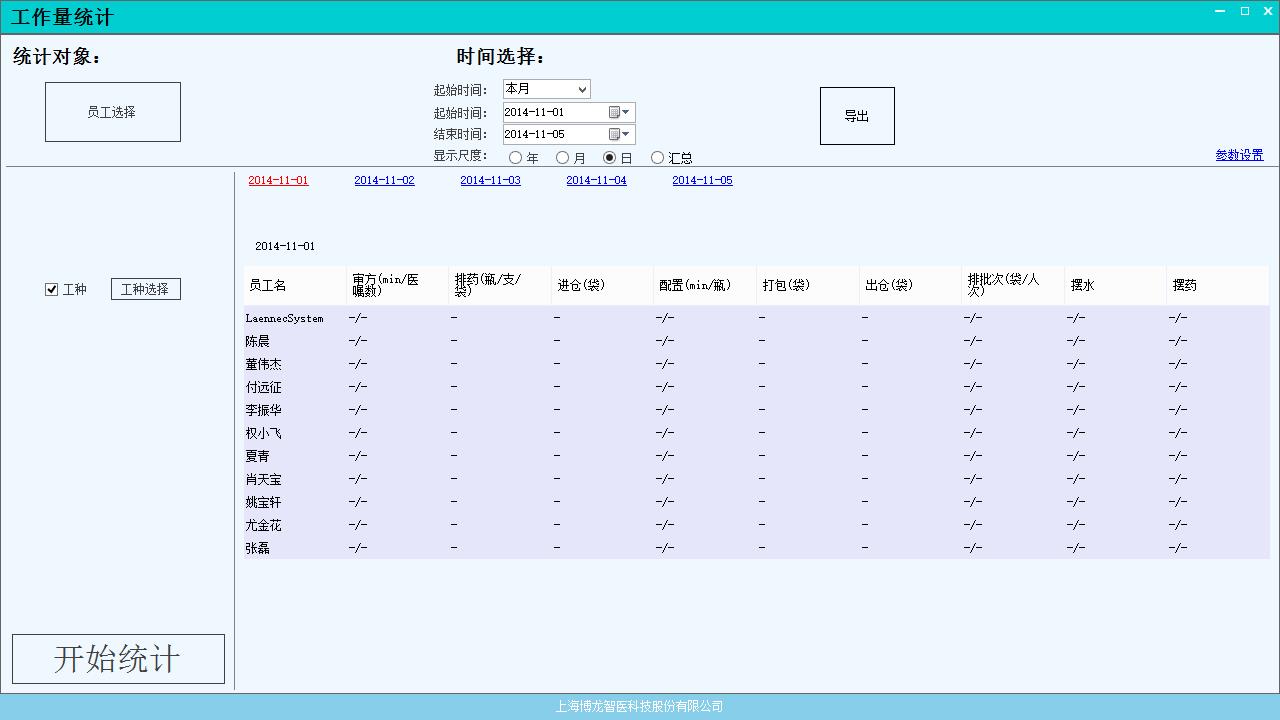 工作量统计
统计对象：
时间选择：
员工选择
起始时间： 本月
起始时间： 2014-11-01
结束时间： 2014-11-05
显示尺度： 年 月 日 汇总
导出
参数设置
2014-11-01 2014-11-02 2014-11-03 2014-11-04 2014-11-05
工种 工种选择
2014-11-01
员工名 审方(min/医嘱数) 排药(瓶/支/袋) 进仓(袋) 配置(min/瓶) 打包(袋) 出仓(袋) 排批次(袋/人次) 摆水 摆药
LaennecSystem -/- - - -/- - - -/- -/- -/-
陈晨 -/- - - -/- - - -/- -/- -/-
董伟杰 -/- - - -/- - - -/- -/- -/-
付远征 -/- - - -/- - - -/- -/- -/-
李振华 -/- - - -/- - - -/- -/- -/-
权小飞 -/- - - -/- - - -/- -/- -/-
夏青 -/- - - -/- - - -/- -/- -/-
肖天宝 -/- - - -/- - - -/- -/- -/-
姚宝轩 -/- - - -/- - - -/- -/- -/-
尤金花 -/- - - -/- - - -/- -/- -/-
张磊 -/- - - -/- - - -/- -/- -/-
开始统计
上海博龙智医科技股份有限公司